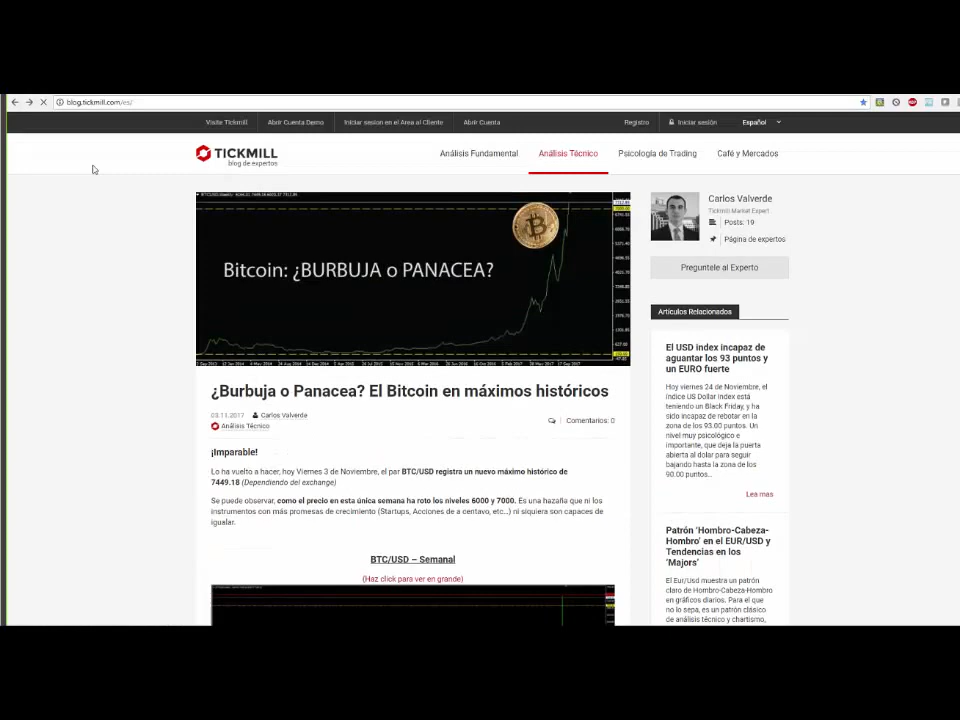 blog.tickmill.com/es/
Visite Tickmill
Abrir Cuenta Demo
Iniciar sesion en el Area al Cliente
Abrir Cuenta
Registro
Iniciar sesión
Español
TICKMILL
blog de expertos
Análisis Fundamental
Análisis Técnico
Psicología de Trading
Café y Mercados
Bitcoin: ¿BURBUJA o PANACEA?
Carlos Valverde
Tickmill Market Expert
Posts: 19
Página de expertos
Preguntele al Experto
¿Burbuja o Panacea? El Bitcoin en máximos históricos
03.11.2017 Carlos Valverde
Análisis Técnico
Comentarios: 0
¡Imparable!
Lo ha vuelto a hacer, hoy Viernes 3 de Noviembre, el par BTC/USD registra un nuevo máximo histórico de
7449.18 (Dependiendo del exchange)
Se puede observar, como el precio en esta única semana ha roto los niveles 6000 y 7000. Es una hazaña que ni los
instrumentos con más promesas de crecimiento (Startups, Acciones de a centavo, etc...) ni siquiera son capaces de
igualar.
BTC/USD – Semanal
(Haz click para ver en grande)
Artículos Relacionados
El USD index incapaz de
aguantar los 93 puntos y
un EURO fuerte
Hoy viernes 24 de Noviembre, el
índice US Dollar Index está
teniendo un Black Friday, y ha
sido incapaz de rebotar en la
zona de los 93.00 puntos. Un
nivel muy psicológico e
importante, que deja la puerta
abierta al dolar para seguir
bajando hasta la zona de los
90.00 puntos...
Lea mas
Patrón 'Hombro-Cabeza-
Hombro' en el EUR/USD y
Tendencias en los
'Majors'
El Eur/Usd muestra un patrón
claro de Hombro-Cabeza-Hombro
en gráficos diarios. Para el que
no lo sepa, es un patrón clásico
de análisis técnico y chartismo,